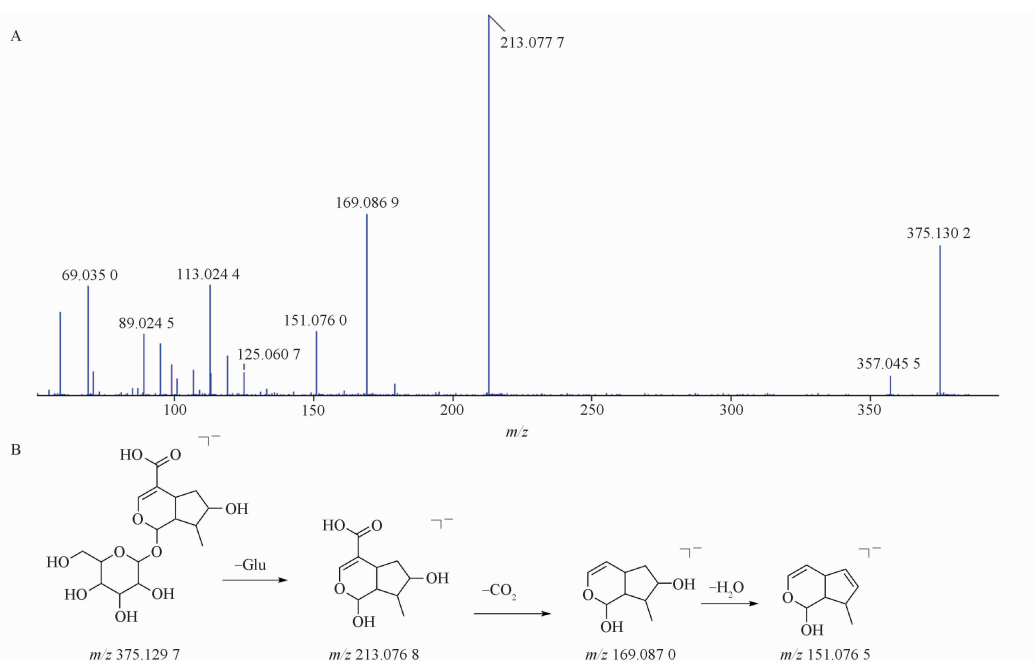 A
213.077 7
169.086 9
375.130 2
69.035 0
113.024 4
89.024 5
151.076 0
125.060 7
357.045 5
100
150
200
250
300
350
m/z
B
HO
O
OH
O
O
HO
O
HO
OH
OH
−Glu
HO
O
OH
O
OH
−CO2
OH
O
OH
−H2O
O
OH
m/z 375.129 7
m/z 213.076 8
m/z 169.087 0
m/z 151.076 5